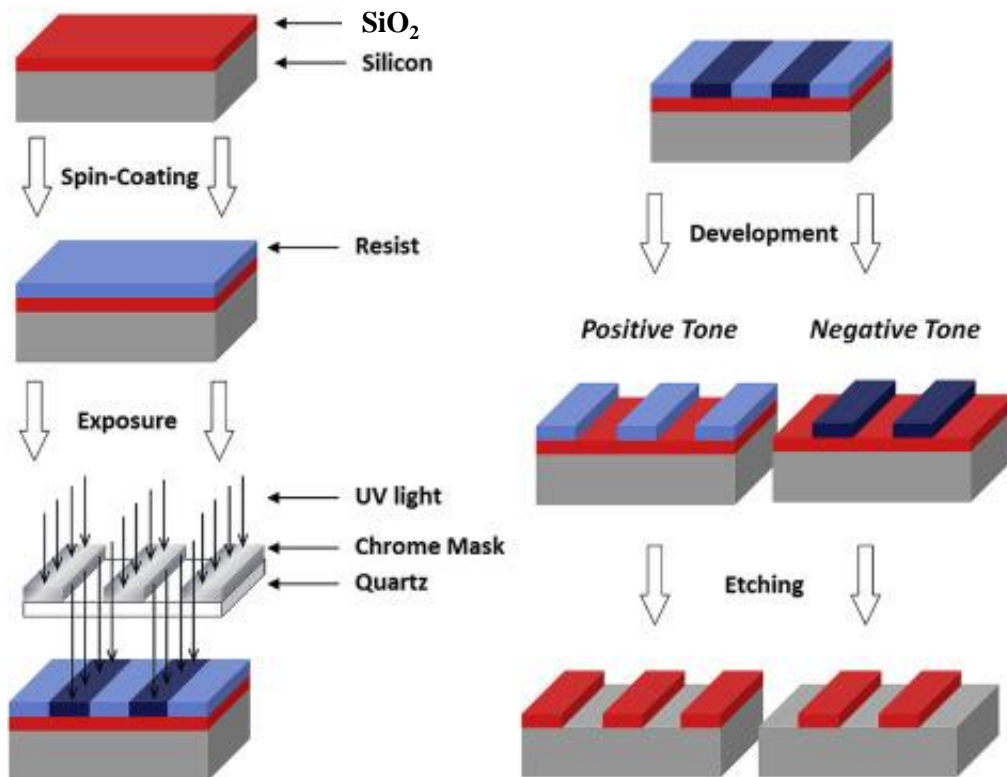 SiO₂
Silicon
Spin-Coating
Resist
Exposure
UV light
Chrome Mask
Quartz
Development
Positive Tone
Negative Tone
Etching